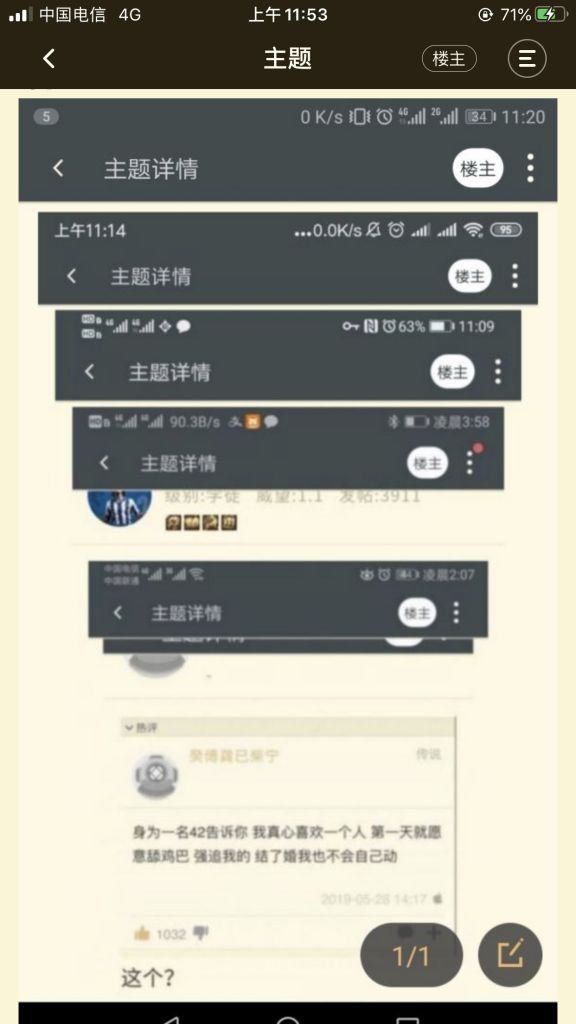 中国电信 4G 上午11:53 71%
主题 楼主
5 0 K/s 4G 2G 34 11:20
主题详情 楼主
上午11:14 ...0.0K/s 95
主题详情 楼主
HD HD 4G 4G 63% 11:09
主题详情 楼主
HD 90.3B/s 凌晨3:58
主题详情 楼主
级别:学徒 威望:1.1 发帖:3911
中国电信
中国联通 凌晨2:07
主题详情 楼主
热评
传说
身为一名42告诉你 我真心喜欢一个人 第一天就愿
意舔鸡巴 强追我的 结了婚我也不会自己动
2019-05-28 14:17
1032
1/1
这个?